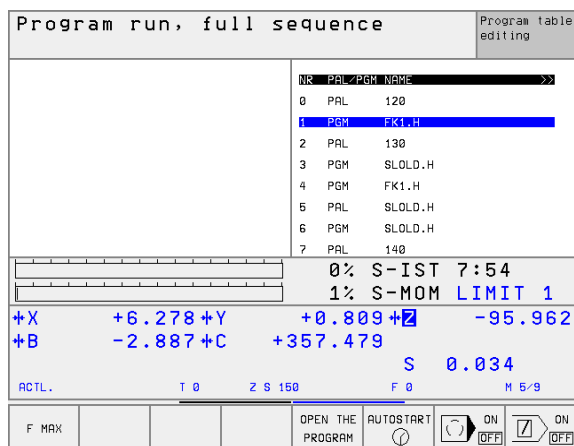 Program run, full sequence
Program table
editing
NR PAL/PGM NAME >>
0 PAL 120
1 PGM FK1.H
2 PAL 130
3 PGM SLOLD.H
4 PGM FK1.H
5 PAL SLOLD.H
6 PGM SLOLD.H
7 PAL 140
0% S-IST 7:54
1% S-MOM LIMIT 1
X +6.278 Y +0.809 Z -95.962
B -2.887 C +357.479
S 0.034
ACTL. T 0 Z S 150 F 0 M 5/9
F MAX
OPEN THE
PROGRAM
AUTOSTART
ON
OFF
ON
OFF